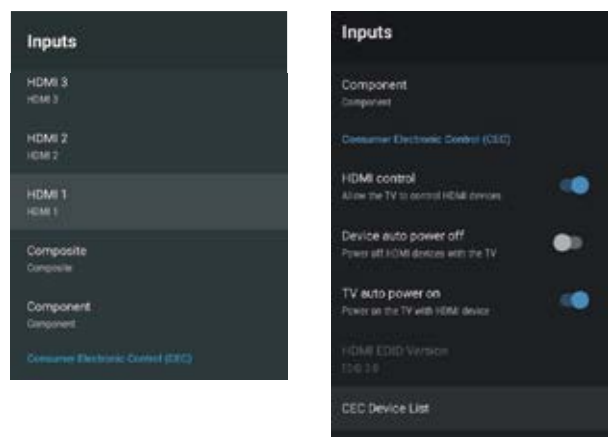 Inputs
HDMI 3
HDMI 3
HDMI 2
HDMI 2
HDMI 1
HDMI 1
Composite
Composite
Component
Component
Consumer Electronic Control (CEC)
Inputs
Component
Component
Consumer Electronic Control (CEC)
HDMI control
Allow the TV to control HDMI devices
Device auto power off
Power off HDMI devices with the TV
TV auto power on
Power on the TV with HDMI device
HDMI EDID Version
EDID 2.0
CEC Device List